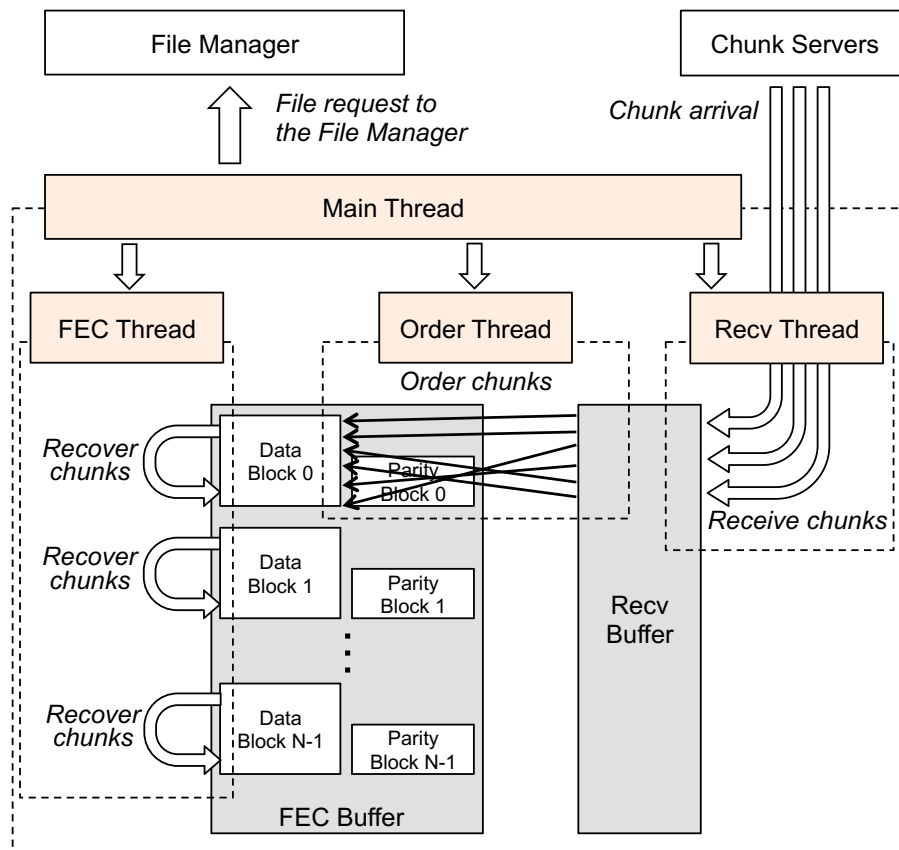 File Manager
Chunk Servers
File request to
the File Manager
Chunk arrival
Main Thread
FEC Thread
Order Thread
Recv Thread
Order chunks
Recover
chunks
Data
Block 0
Parity
Block 0
Receive chunks
Recover
chunks
Data
Block 1
Parity
Block 1
Recv
Buffer
Recover
chunks
Data
Block N-1
Parity
Block N-1
FEC Buffer